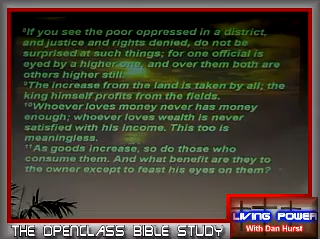 ⁸If you see the poor oppressed in a district,
and justice and rights denied, do not be
surprised at such things; for one official is
eyed by a higher one, and over them both are
others higher still.
⁹The increase from the land is taken by all; the
king himself profits from the fields.
¹⁰Whoever loves money never has money
enough; whoever loves wealth is never
satisfied with his income. This too is
meaningless.
¹¹As goods increase, so do those who
consume them. And what benefit are they to
the owner except to feast his eyes on them?
THE OPENCLASS BIBLE STUDY
LIVING POWER
With Dan Hurst